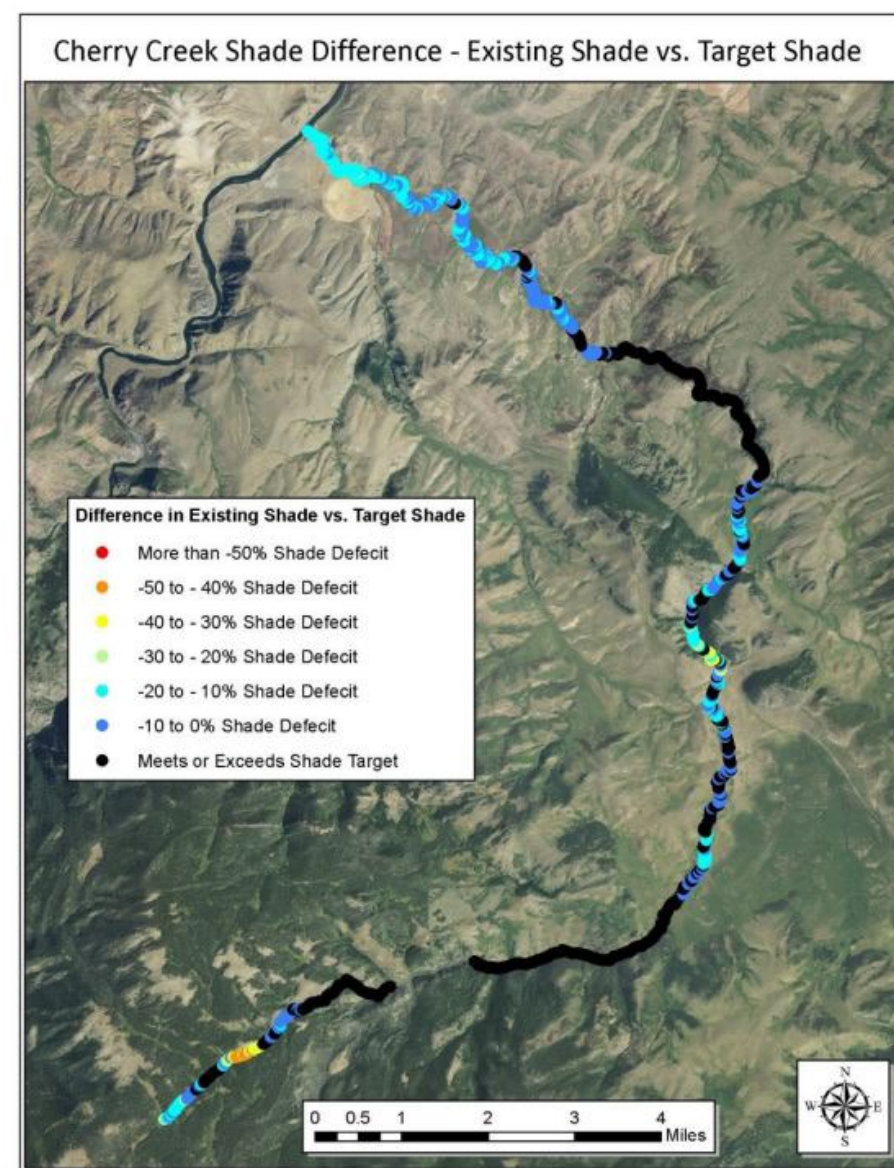 Cherry Creek Shade Difference - Existing Shade vs. Target Shade
Difference in Existing Shade vs. Target Shade
More than -50% Shade Defecit
-50 to - 40% Shade Defecit
-40 to - 30% Shade Defecit
-30 to - 20% Shade Defecit
-20 to - 10% Shade Defecit
-10 to 0% Shade Defecit
Meets or Exceeds Shade Target
0 0.5 1 2 3 4
Miles
N
W E
S